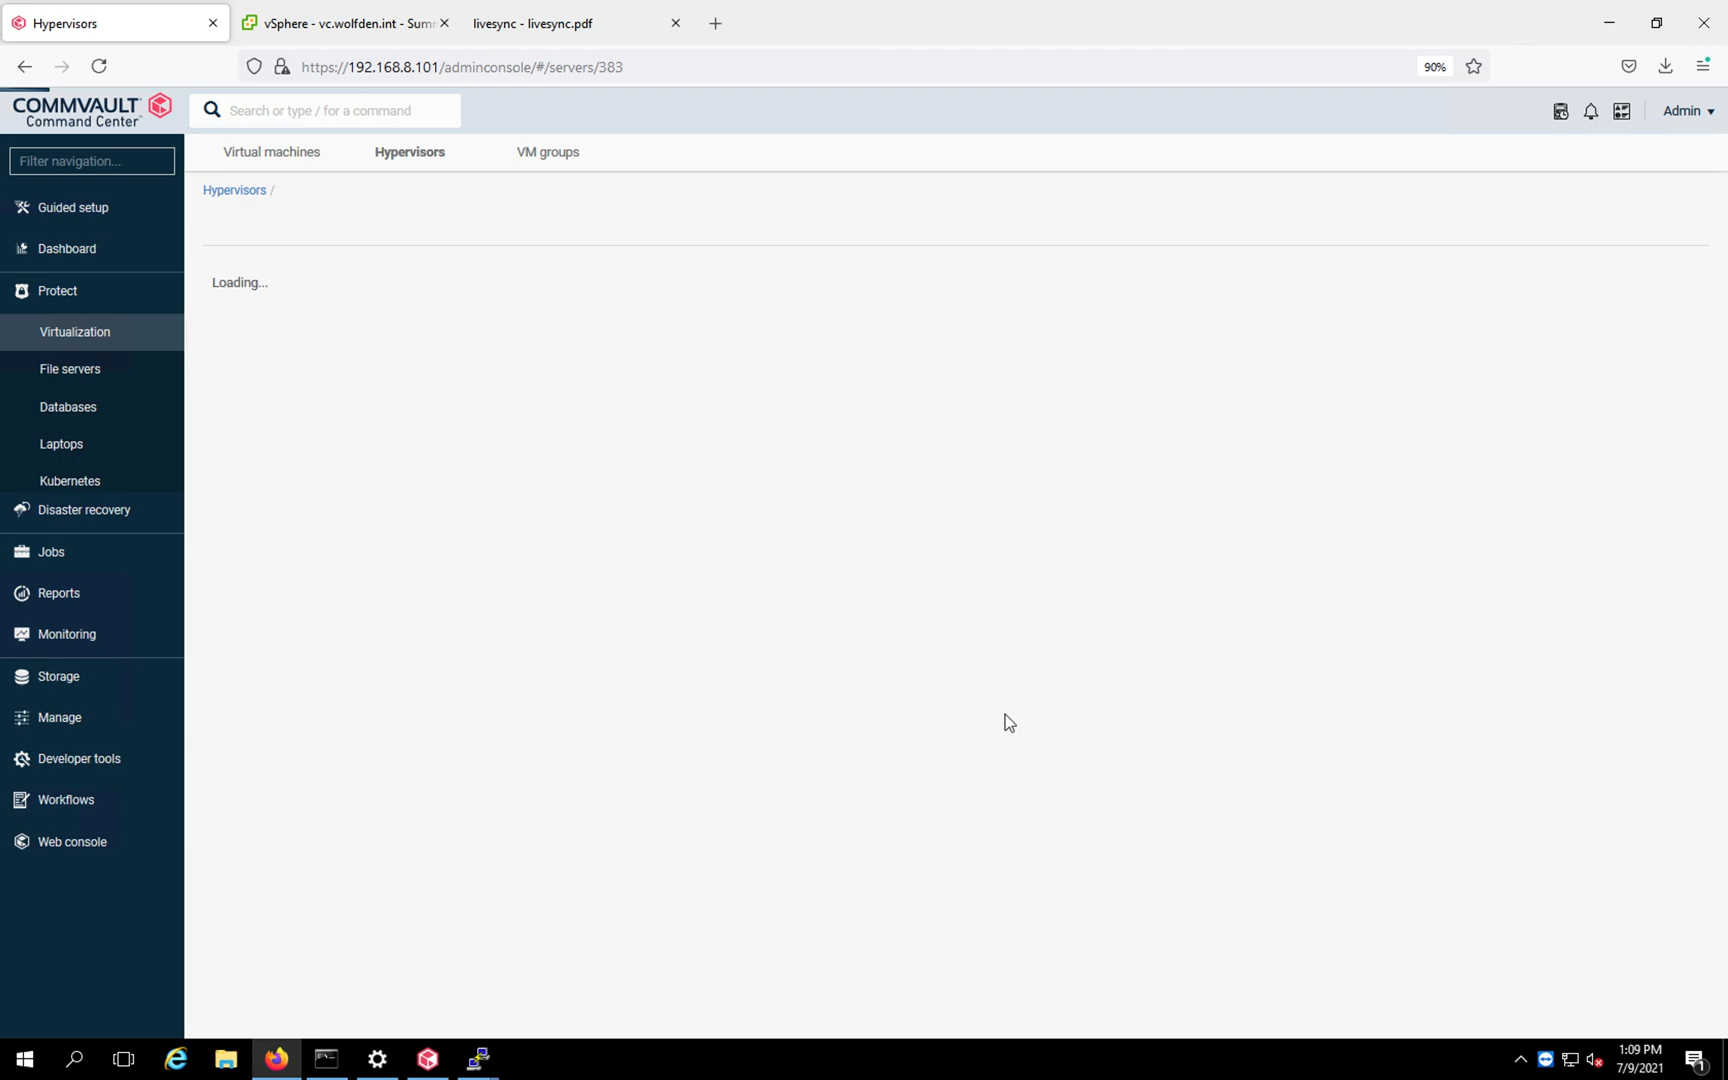 Hypervisors
vSphere - vc.wolfden.int - Sum
livesync - livesync.pdf
https://192.168.8.101/adminconsole/#/servers/383
90%
COMMVAULT
Command Center™
Search or type / for a command
Admin
Filter navigation...
Virtual machines
Hypervisors
VM groups
Hypervisors /
Guided setup
Dashboard
Loading...
Protect
Virtualization
File servers
Databases
Laptops
Kubernetes
Disaster recovery
Jobs
Reports
Monitoring
Storage
Manage
Developer tools
Workflows
Web console
1:09 PM
7/9/2021
1